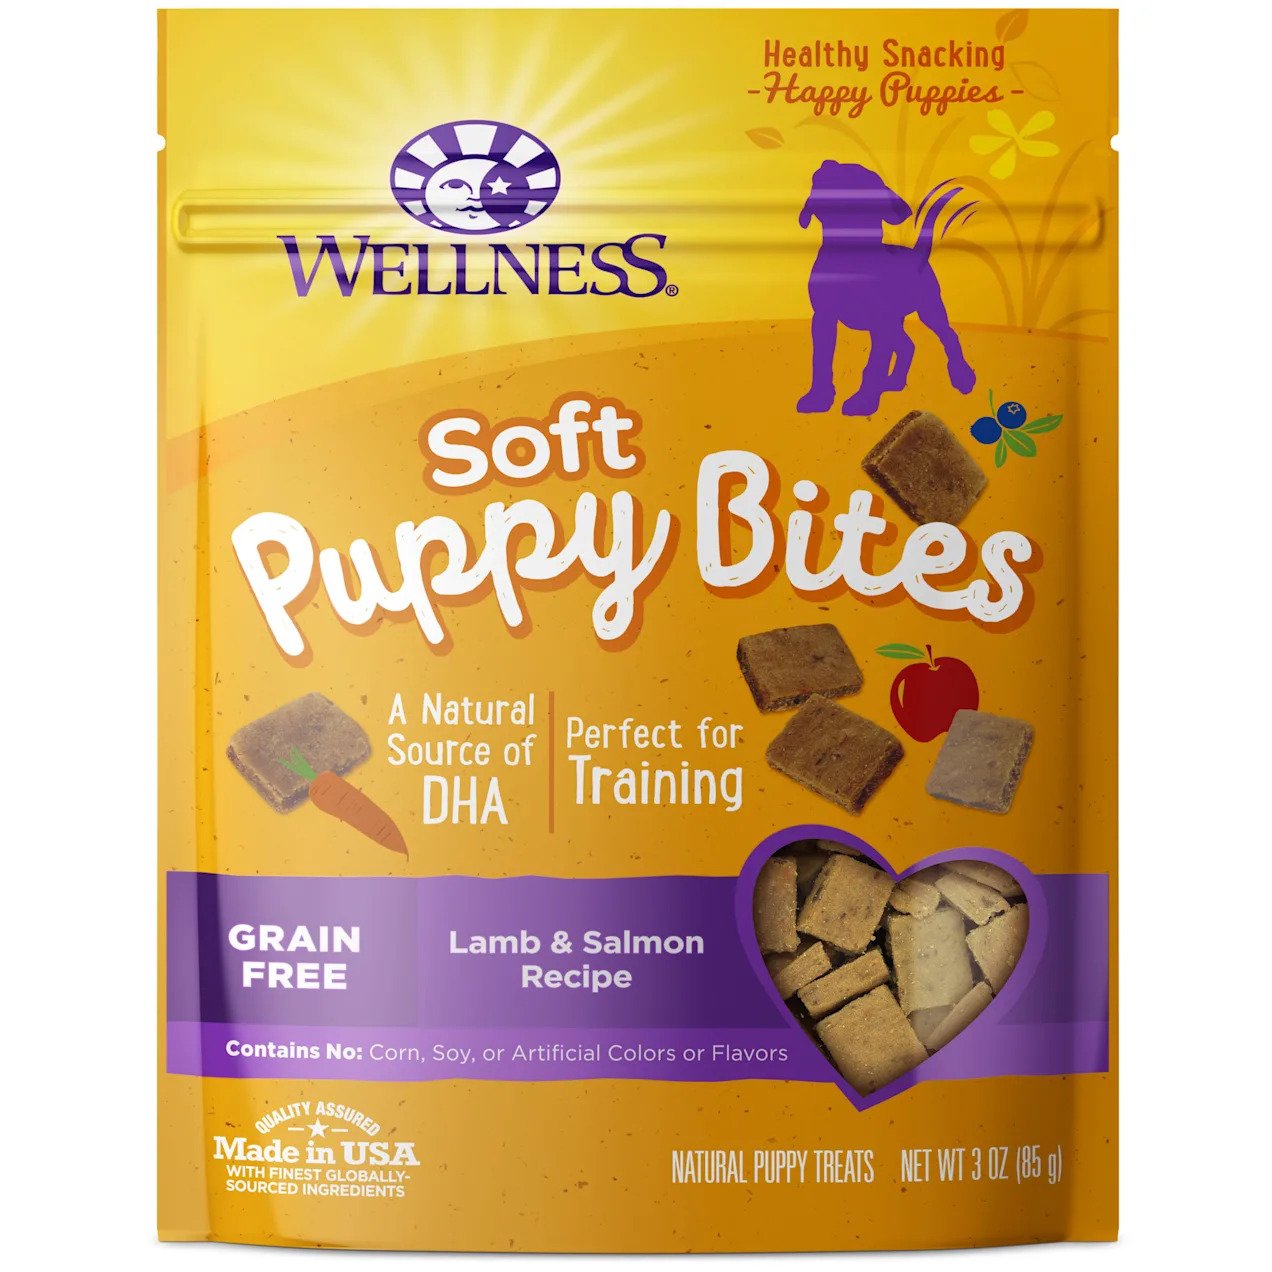 Healthy Snacking
-Happy Puppies-
WELLNESS®
Soft
Puppy Bites
A Natural
Source of
DHA
Perfect for
Training
GRAIN
FREE
Lamb & Salmon
Recipe
Contains No: Corn, Soy, or Artificial Colors or Flavors
QUALITY ASSURED
Made in USA
WITH FINEST GLOBALLY-
SOURCED INGREDIENTS
NATURAL PUPPY TREATS NET WT 3 OZ (85 g)